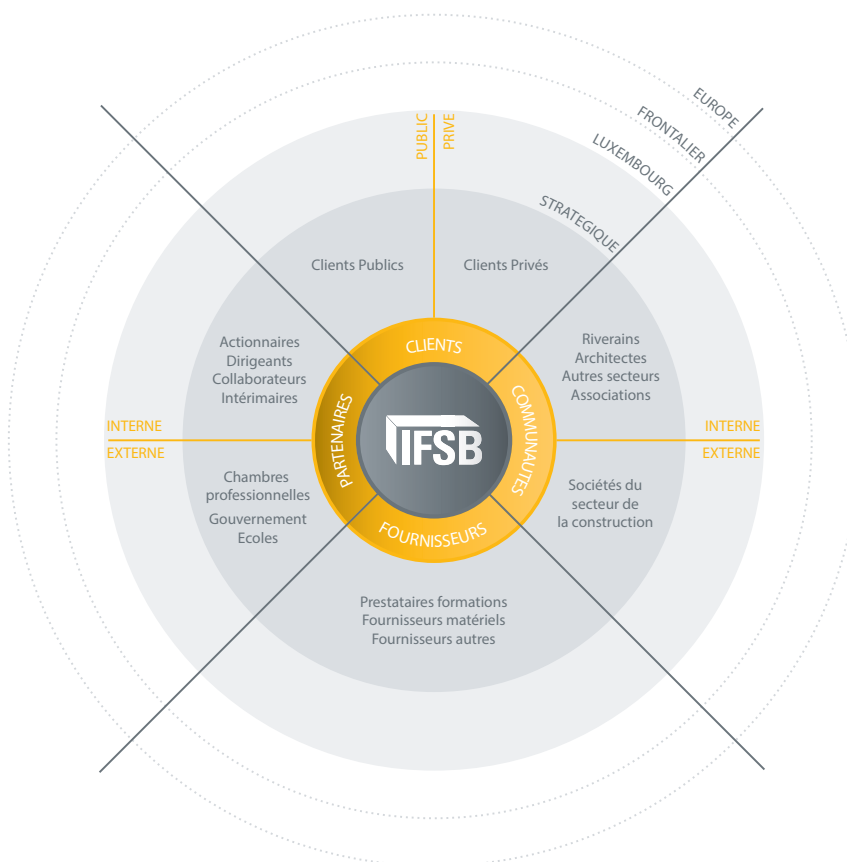 EUROPE
FRONTALIER
LUXEMBOURG
STRATEGIQUE
PUBLIC
PRIVE
Clients Publics
Clients Privés
Actionnaires
Dirigeants
Collaborateurs
Intérimaires
CLIENTS
Riverains
Architectes
Autres secteurs
Associations
INTERNE
EXTERNE
PARTENAIRES
IFSB
COMMUNAUTES
INTERNE
EXTERNE
Chambres
professionnelles
Gouvernement
Ecoles
FOURNISSEURS
Sociétés du
secteur de
la construction
Prestataires formations
Fournisseurs matériels
Fournisseurs autres